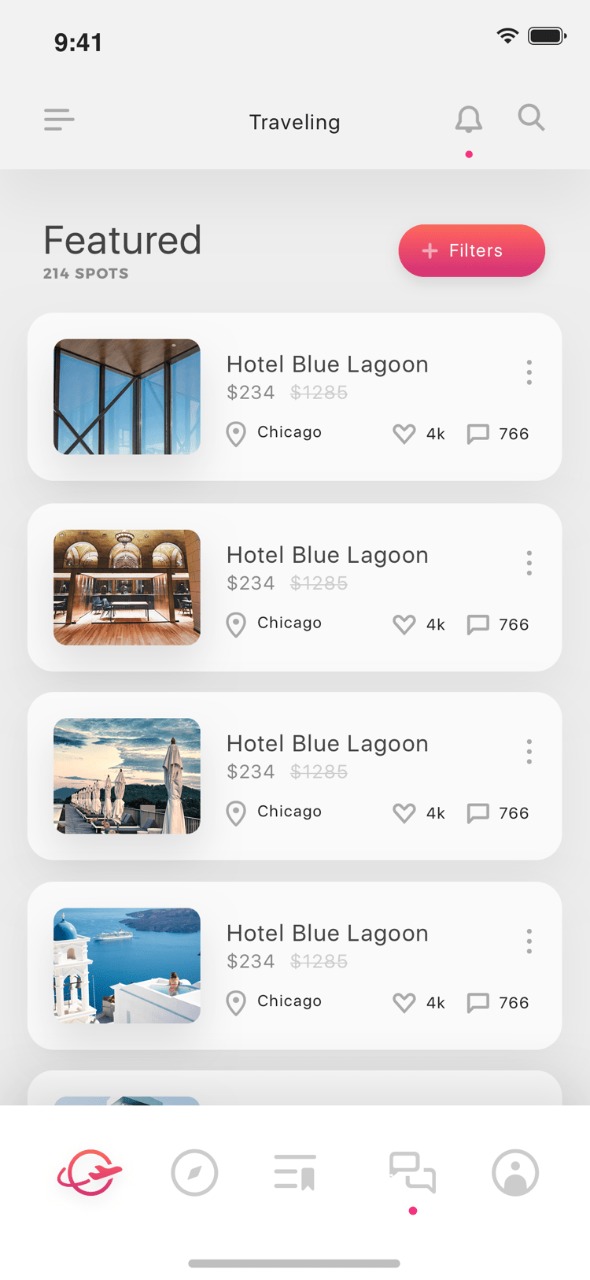 9:41
Traveling
Featured
214 SPOTS
+ Filters
Hotel Blue Lagoon
$234 $1285
Chicago 4k 766
Hotel Blue Lagoon
$234 $1285
Chicago 4k 766
Hotel Blue Lagoon
$234 $1285
Chicago 4k 766
Hotel Blue Lagoon
$234 $1285
Chicago 4k 766